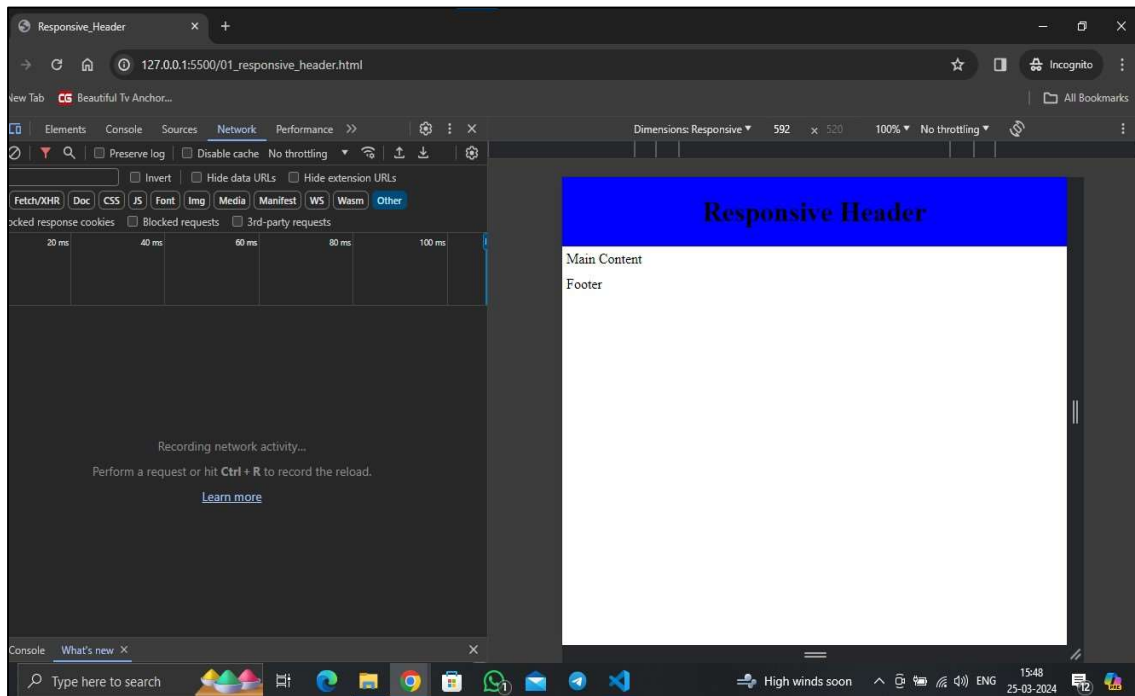 Responsive_Header
127.0.0.1:5500/01_responsive_header.html
Incognito
New Tab CG Beautiful Tv Anchor...
All Bookmarks
Elements Console Sources Network Performance
Dimensions: Responsive 592 x 520 100% No throttling
Preserve log Disable cache No throttling
Invert Hide data URLs Hide extension URLs
Fetch/XHR Doc CSS JS Font Img Media Manifest WS Wasm Other
ocked response cookies Blocked requests 3rd-party requests
20 ms 40 ms 60 ms 80 ms 100 ms
Responsive Header
Main Content
Footer
Recording network activity...
Perform a request or hit Ctrl + R to record the reload.
Learn more
Console What's new
Type here to search
High winds soon
ENG
15:48
25-03-2024